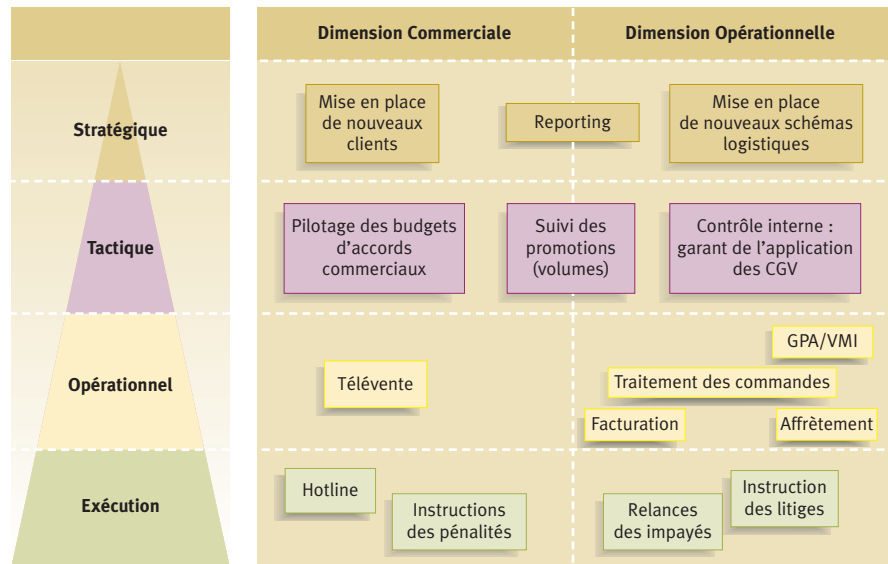 Dimension Commerciale
Dimension Opérationnelle
Stratégique
Mise en place
de nouveaux
clients
Reporting
Mise en place
de nouveaux schémas
logistiques
Tactique
Pilotage des budgets
d'accords
commerciaux
Suivi des
promotions
(volumes)
Contrôle interne :
garant de l'application
des CGV
Opérationnel
Télévente
GPA/VMI
Traitement des commandes
Facturation
Affrètement
Exécution
Hotline
Instructions
des pénalités
Relances
des impayés
Instruction
des litiges